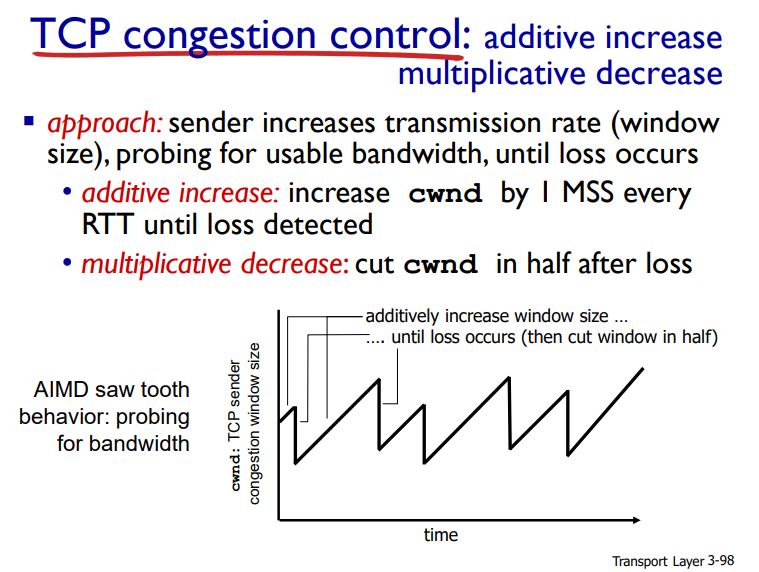 TCP congestion control: additive increase
multiplicative decrease
▪ approach: sender increases transmission rate (window
size), probing for usable bandwidth, until loss occurs
• additive increase: increase cwnd by 1 MSS every
RTT until loss detected
• multiplicative decrease: cut cwnd in half after loss
additively increase window size …
…. until loss occurs (then cut window in half)
AIMD saw tooth
behavior: probing
for bandwidth
cwnd: TCP sender
congestion window size
time
Transport Layer 3-98